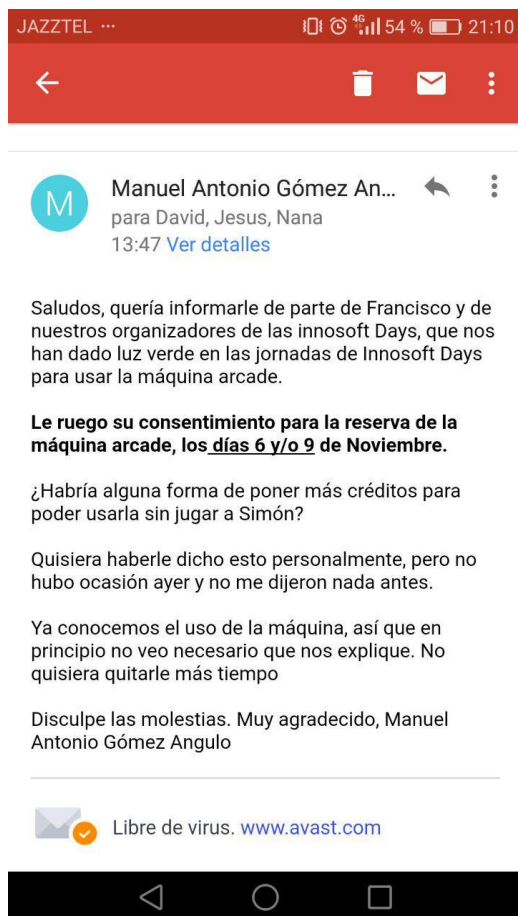 JAZZTEL ... 4G 54 % 21:10
M
Manuel Antonio Gómez An...
para David, Jesus, Nana
13:47 Ver detalles
Saludos, quería informarle de parte de Francisco y de
nuestros organizadores de las innosoft Days, que nos
han dado luz verde en las jornadas de Innosoft Days
para usar la máquina arcade.
Le ruego su consentimiento para la reserva de la
máquina arcade, los días 6 y/o 9 de Noviembre.
¿Habría alguna forma de poner más créditos para
poder usarla sin jugar a Simón?
Quisiera haberle dicho esto personalmente, pero no
hubo ocasión ayer y no me dijeron nada antes.
Ya conocemos el uso de la máquina, así que en
principio no veo necesario que nos explique. No
quisiera quitarle más tiempo
Disculpe las molestias. Muy agradecido, Manuel
Antonio Gómez Angulo
Libre de virus. www.avast.com